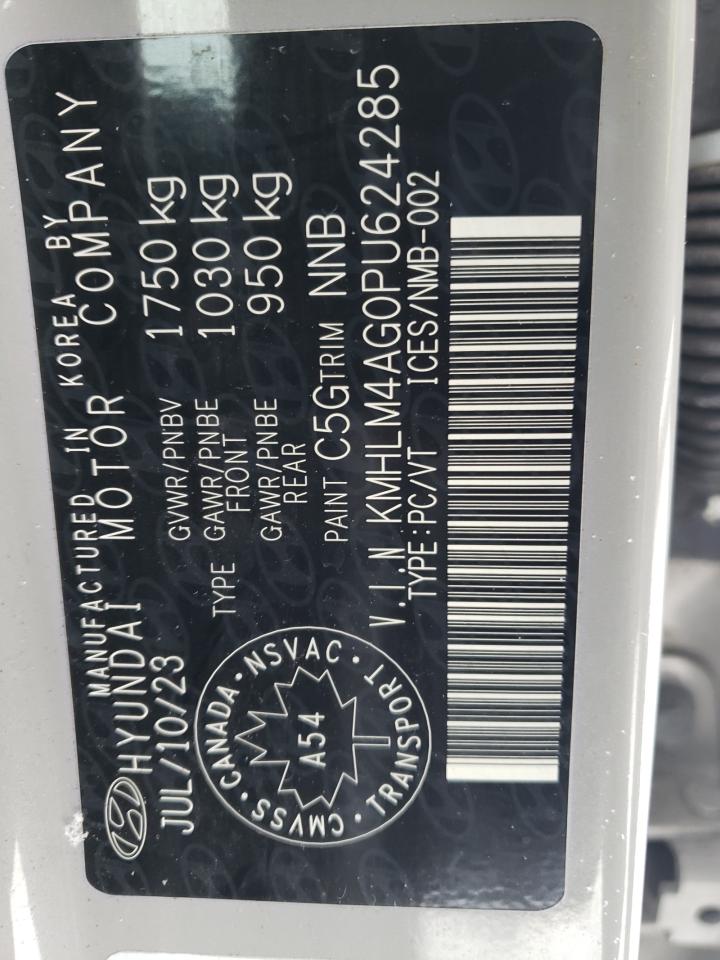 MANUFACTURED IN KOREA BY
HYUNDAI MOTOR COMPANY
JUL/10/23
GVWR/PNBV 1750 kg
TYPE GAWR/PNBE FRONT 1030 kg
GAWR/PNBE REAR 950 kg
PAINT C5G TRIM NNB
V.I.N KMHLM4AG0PU624285
TYPE:PC/VT ICES/NMB-002
CANADA · NSVAC · TRANSPORT · CMVSS ·
A54